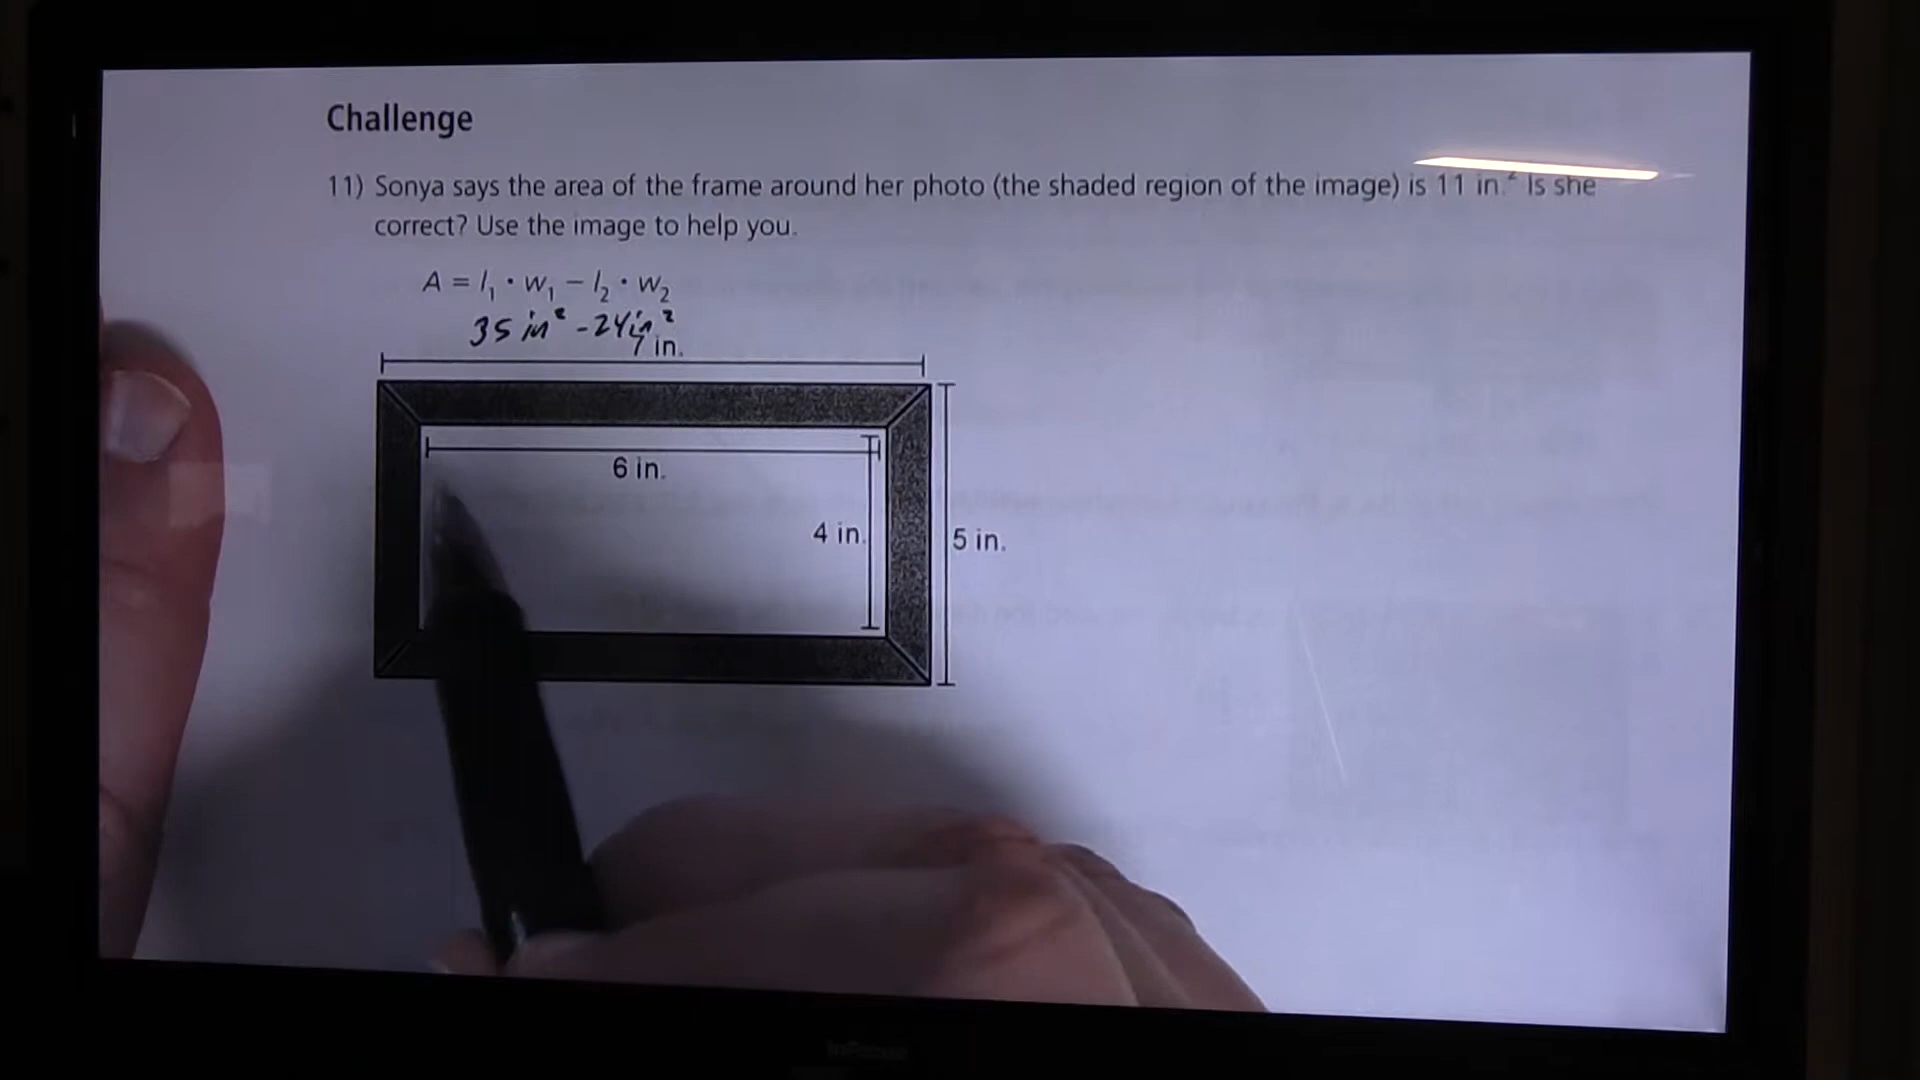 Challenge
11) Sonya says the area of the frame around her photo (the shaded region of the image) is 11 in.² Is she
correct? Use the image to help you.
A = l₁ · w₁ – l₂ · w₂
35 in² - 24in²
7 in.
6 in.
4 in.
5 in.
InFocus